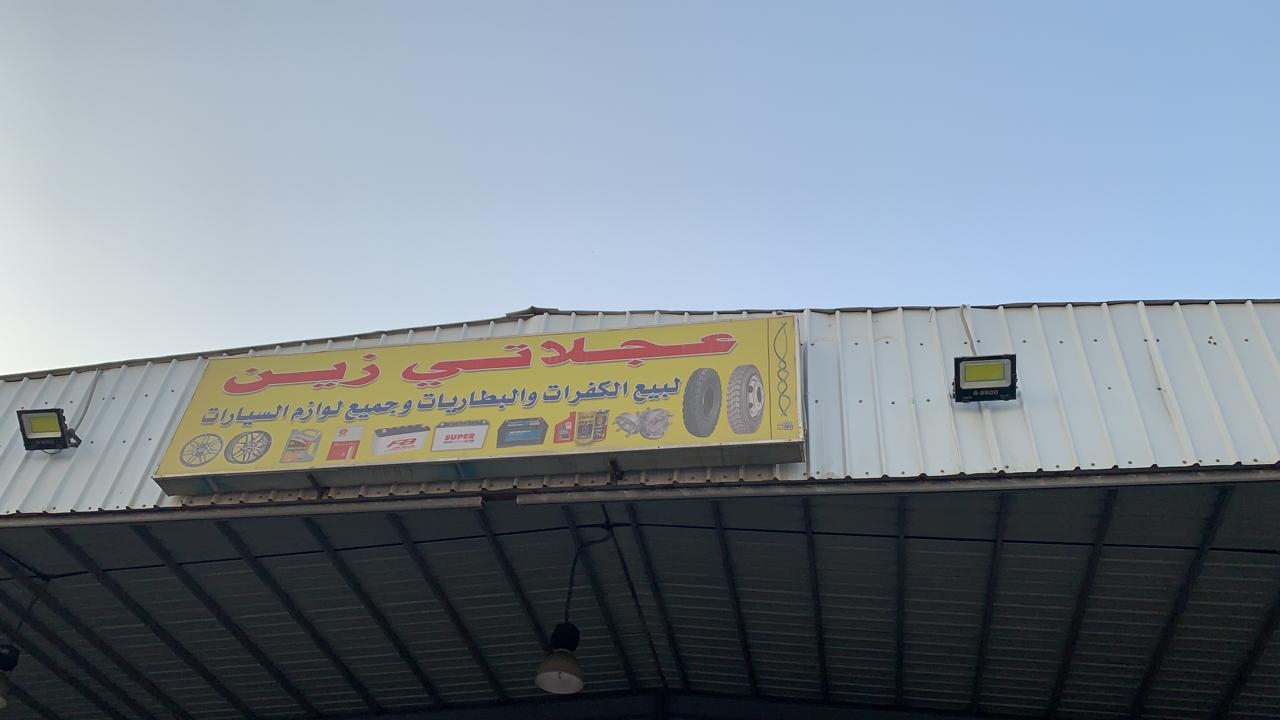 عجلاتي زين
لبيع الكفرات والبطاريات وجميع لوازم السيارات
FB
SUPER